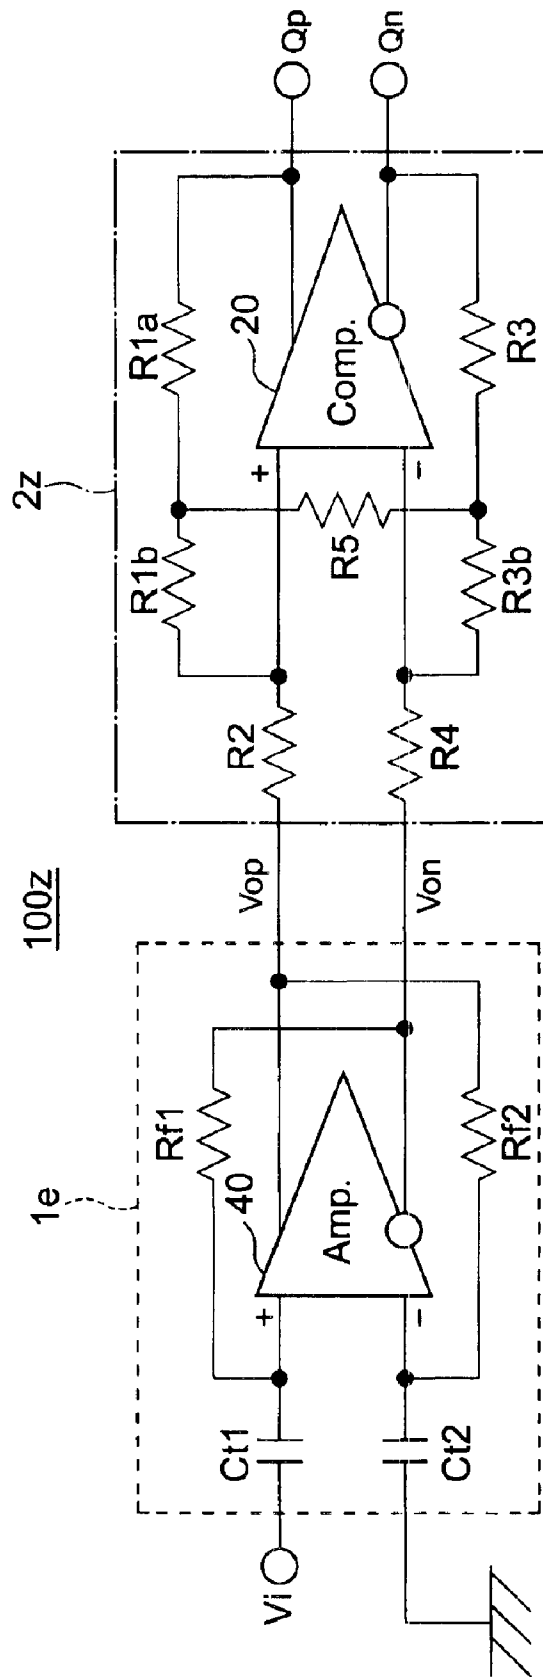 100z
1e
2z
Vi
Ct1
Ct2
Rf1
40
+
Amp.
−
Rf2
Vop
Von
R2
R4
R1b
R1a
R5
20
+
Comp.
−
R3b
R3
Qp
Qn